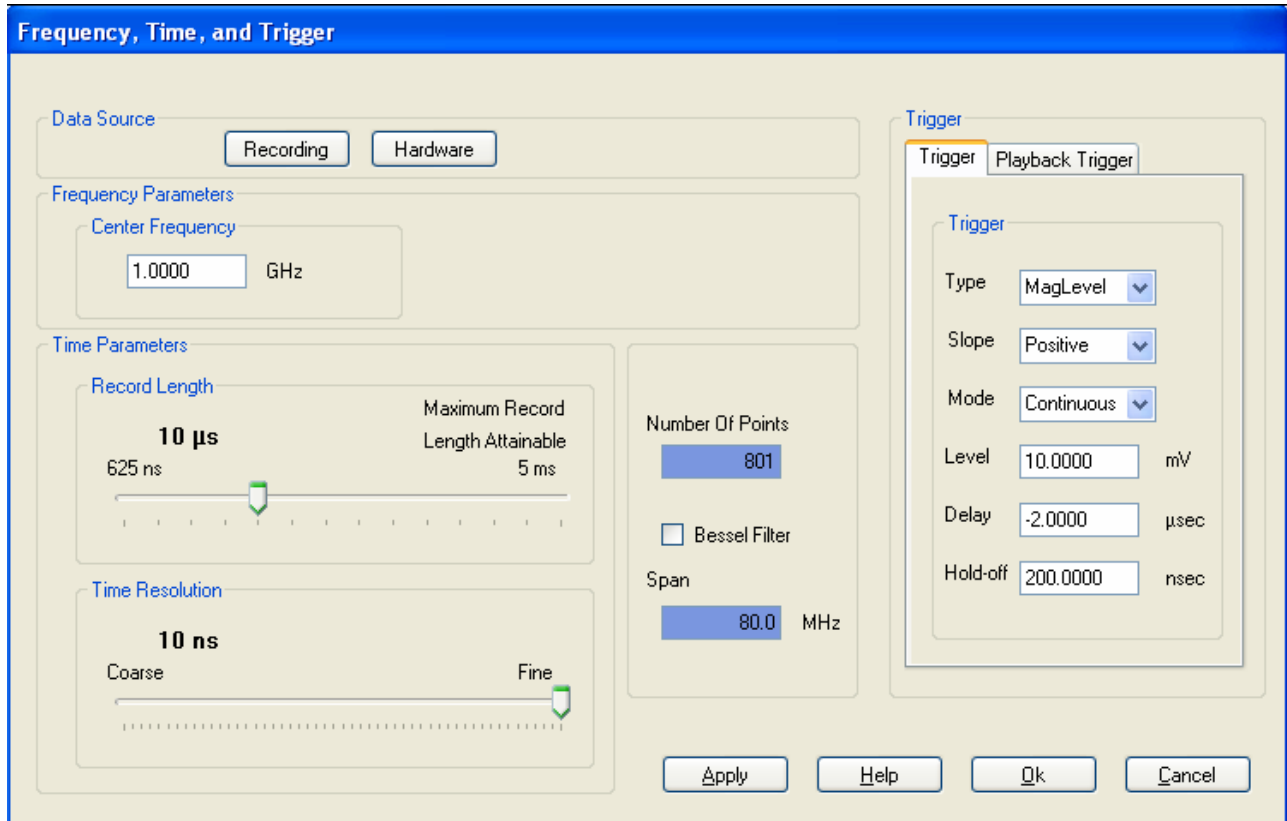 Frequency, Time, and Trigger
Data Source
Recording
Hardware
Frequency Parameters
Center Frequency
1.0000 GHz
Time Parameters
Record Length
10 µs
Maximum Record
Length Attainable
625 ns
5 ms
Time Resolution
10 ns
Coarse
Fine
Number Of Points
801
Bessel Filter
Span
80.0 MHz
Trigger
Trigger
Playback Trigger
Trigger
Type MagLevel
Slope Positive
Mode Continuous
Level 10.0000 mV
Delay -2.0000 µsec
Hold-off 200.0000 nsec
Apply
Help
Ok
Cancel